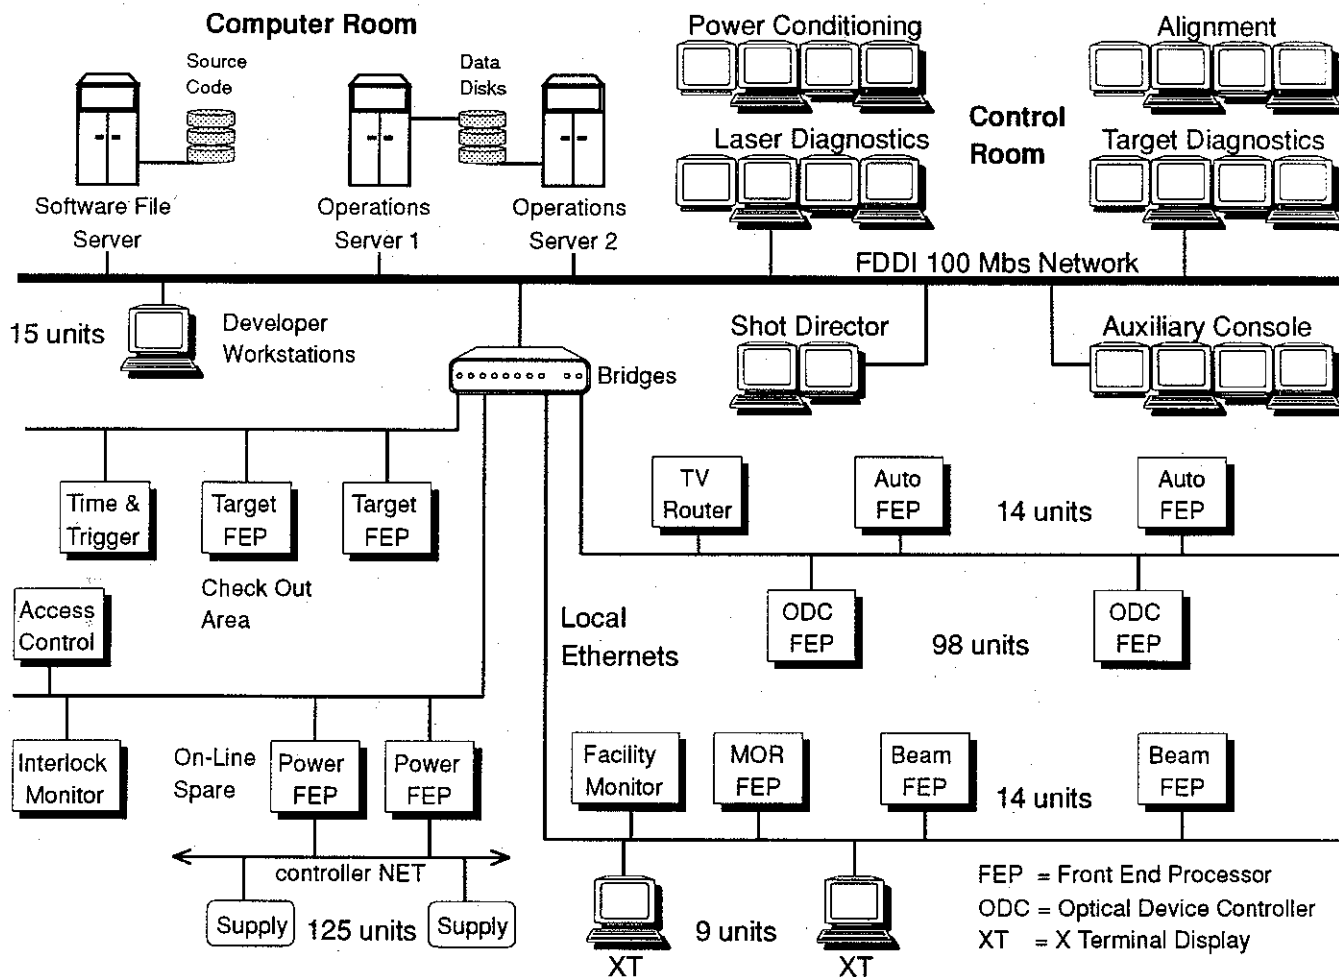 Computer Room
Source
Code
Data
Disks
Software File
Server
Operations
Server 1
Operations
Server 2
Power Conditioning
Alignment
Control
Room
Laser Diagnostics
Target Diagnostics
FDDI 100 Mbs Network
15 units
Developer
Workstations
Bridges
Shot Director
Auxiliary Console
Time &
Trigger
Target
FEP
Target
FEP
Check Out
Area
TV
Router
Auto
FEP
14 units
Auto
FEP
Access
Control
Local
Ethernets
ODC
FEP
98 units
ODC
FEP
Interlock
Monitor
On-Line
Spare
Power
FEP
Power
FEP
Facility
Monitor
MOR
FEP
Beam
FEP
14 units
Beam
FEP
controller NET
Supply
125 units
Supply
XT
9 units
XT
FEP = Front End Processor
ODC = Optical Device Controller
XT = X Terminal Display